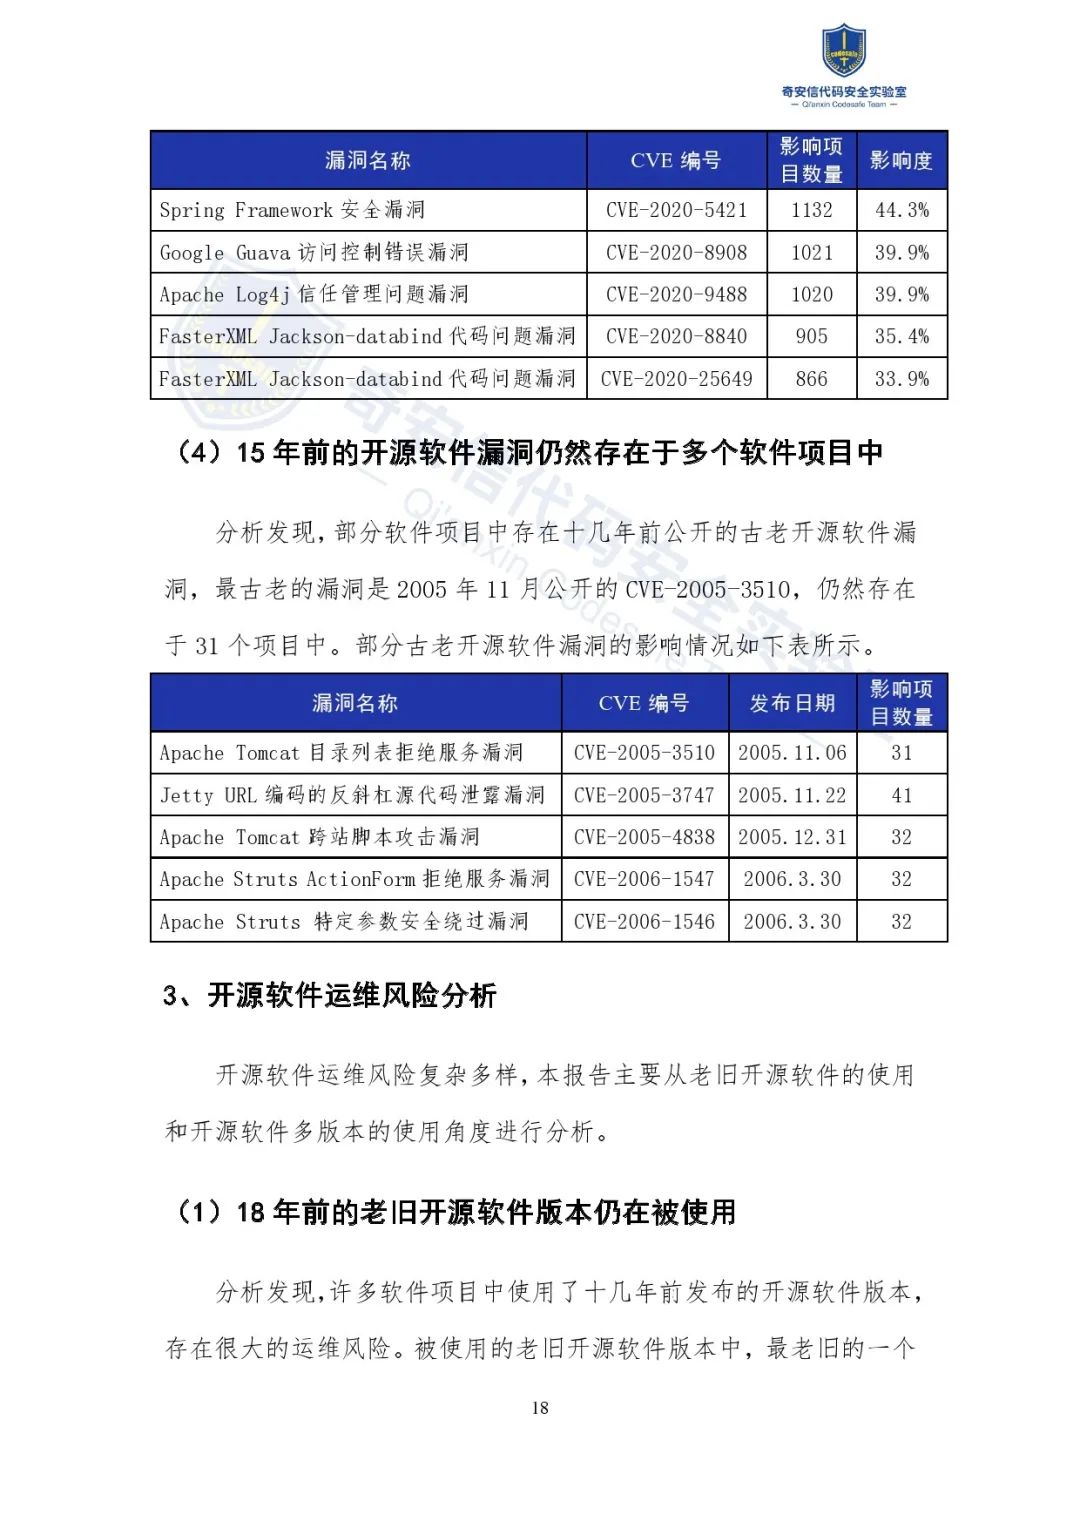 codesafe
奇安信代码安全实验室
Qi'anxin Codesafe Team
漏洞名称 CVE 编号 影响项目数量 影响度
Spring Framework 安全漏洞 CVE-2020-5421 1132 44.3%
Google Guava 访问控制错误漏洞 CVE-2020-8908 1021 39.9%
Apache Log4j 信任管理问题漏洞 CVE-2020-9488 1020 39.9%
FasterXML Jackson-databind 代码问题漏洞 CVE-2020-8840 905 35.4%
FasterXML Jackson-databind 代码问题漏洞 CVE-2020-25649 866 33.9%
（4）15 年前的开源软件漏洞仍然存在于多个软件项目中
分析发现，部分软件项目中存在十几年前公开的古老开源软件漏
洞，最古老的漏洞是 2005 年 11 月公开的 CVE-2005-3510，仍然存在
于 31 个项目中。部分古老开源软件漏洞的影响情况如下表所示。
漏洞名称 CVE 编号 发布日期 影响项目数量
Apache Tomcat 目录列表拒绝服务漏洞 CVE-2005-3510 2005.11.06 31
Jetty URL 编码的反斜杠源代码泄露漏洞 CVE-2005-3747 2005.11.22 41
Apache Tomcat 跨站脚本攻击漏洞 CVE-2005-4838 2005.12.31 32
Apache Struts ActionForm 拒绝服务漏洞 CVE-2006-1547 2006.3.30 32
Apache Struts 特定参数安全绕过漏洞 CVE-2006-1546 2006.3.30 32
3、开源软件运维风险分析
开源软件运维风险复杂多样，本报告主要从老旧开源软件的使用
和开源软件多版本的使用角度进行分析。
（1）18 年前的老旧开源软件版本仍在被使用
分析发现，许多软件项目中使用了十几年前发布的开源软件版本，
存在很大的运维风险。被使用的老旧开源软件版本中，最老旧的一个
18
奇安信代码安全实验室
Qi'anxin Codesafe Team